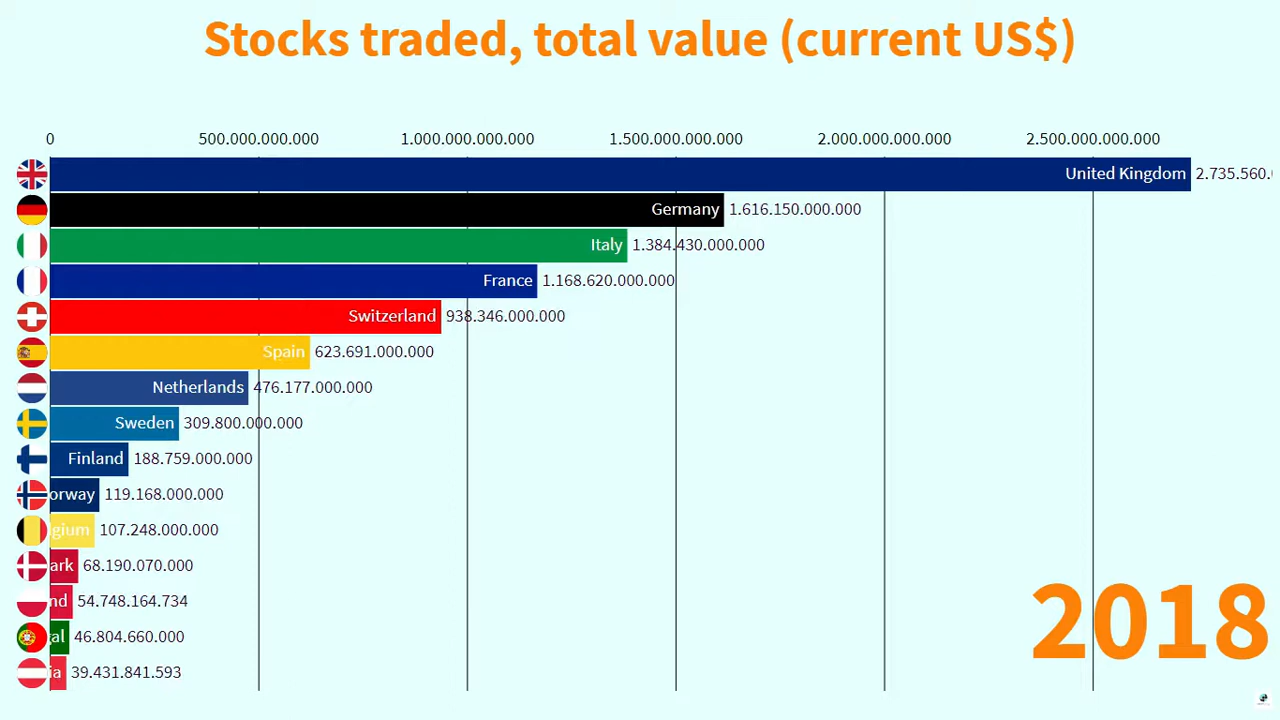 Stocks traded, total value (current US$)
0 500.000.000.000 1.000.000.000.000 1.500.000.000.000 2.000.000.000.000 2.500.000.000.000
United Kingdom 2.735.560.
Germany 1.616.150.000.000
Italy 1.384.430.000.000
France 1.168.620.000.000
Switzerland 938.346.000.000
Spain 623.691.000.000
Netherlands 476.177.000.000
Sweden 309.800.000.000
Finland 188.759.000.000
orway 119.168.000.000
gium 107.248.000.000
ark 68.190.070.000
nd 54.748.164.734
al 46.804.660.000
ia 39.431.841.593
2018